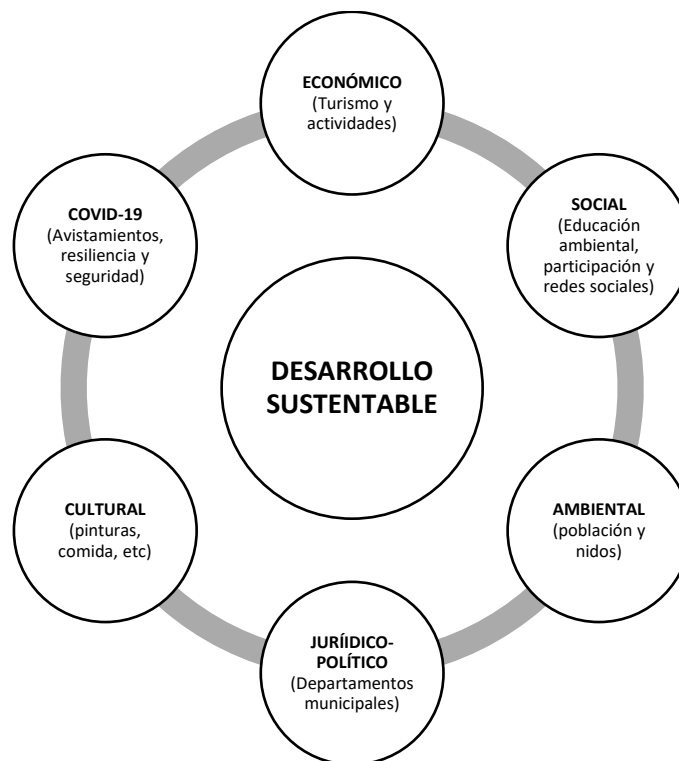 ECONÓMICO
(Turismo y
actividades)
SOCIAL
(Educación
ambiental,
participación y
redes sociales)
AMBIENTAL
(población y
nidos)
JURÍIDICO-
POLÍTICO
(Departamentos
municipales)
CULTURAL
(pinturas,
comida, etc)
COVID-19
(Avistamientos,
resiliencia y
seguridad)
DESARROLLO
SUSTENTABLE